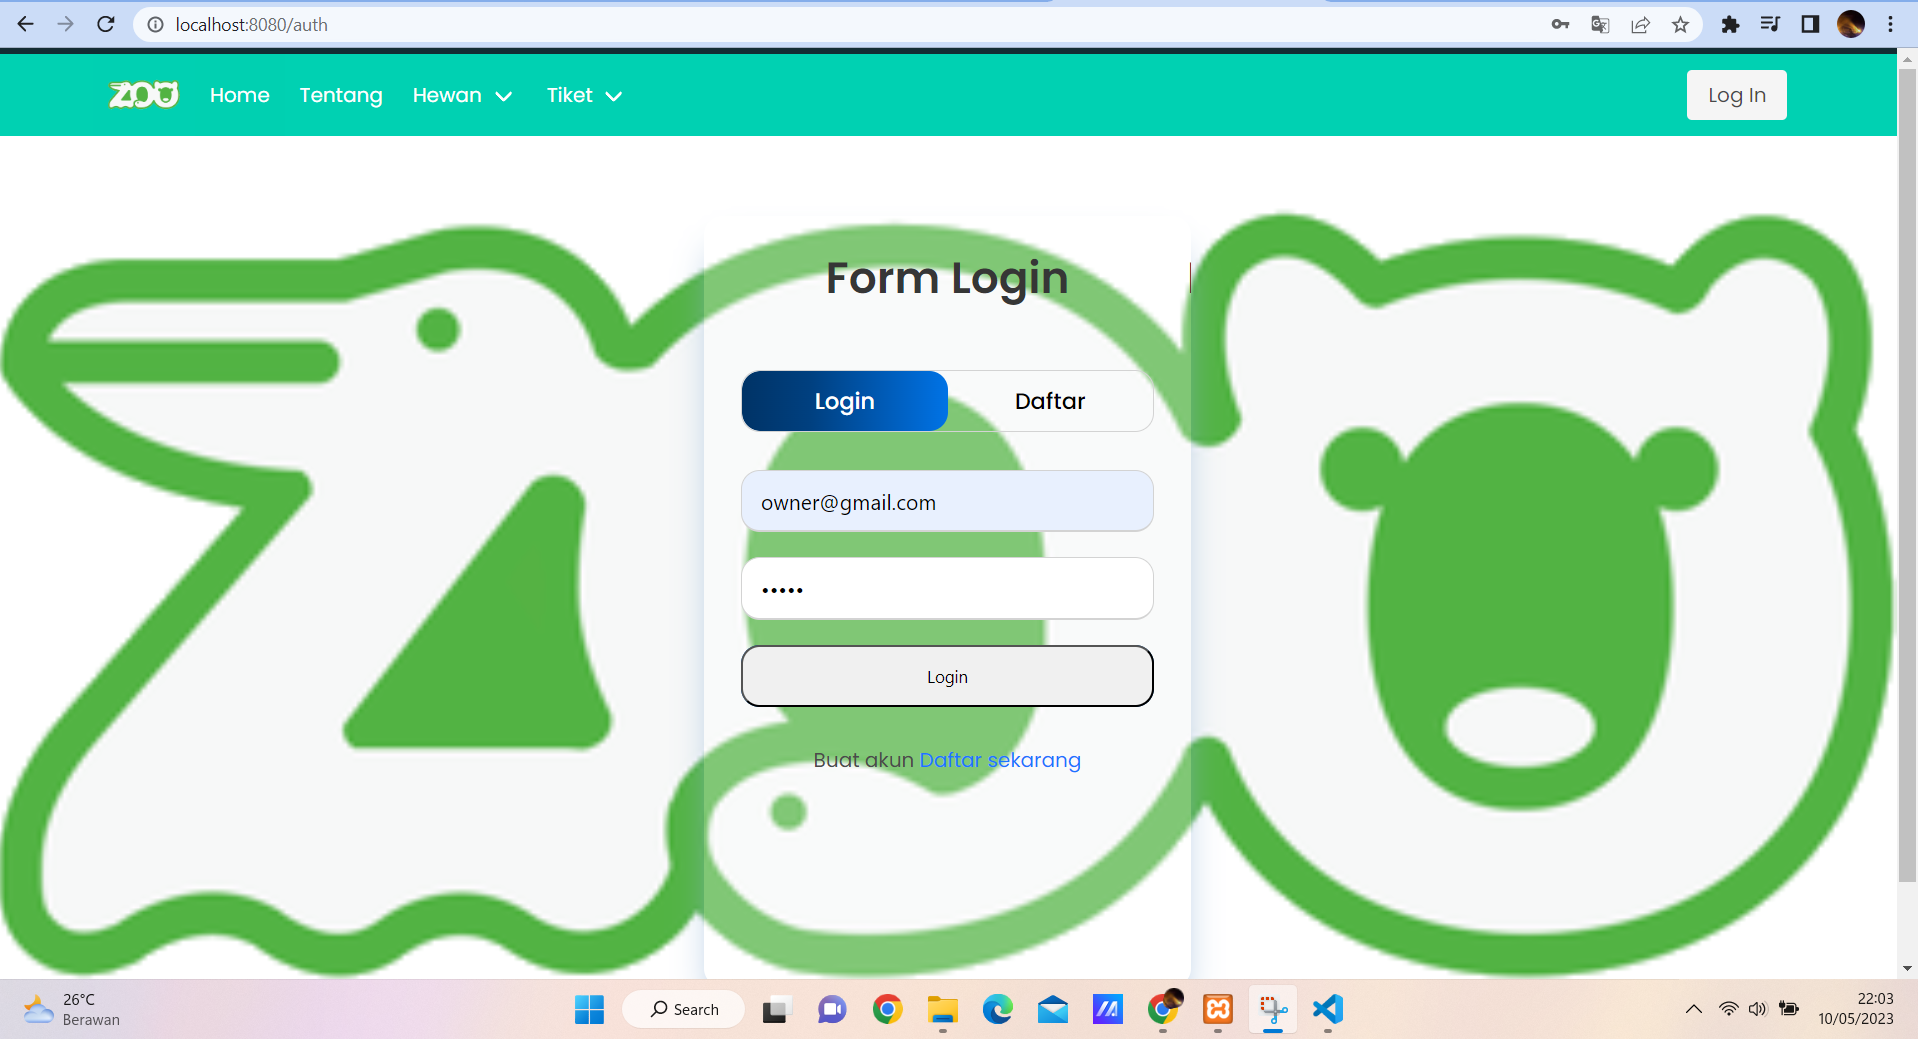 localhost:8080/auth
ZOO Home Tentang Hewan Tiket Log In
Form Login
Login Daftar
owner@gmail.com
•••••
Login
Buat akun Daftar sekarang
26°C
Berawan
Search
22:03
10/05/2023